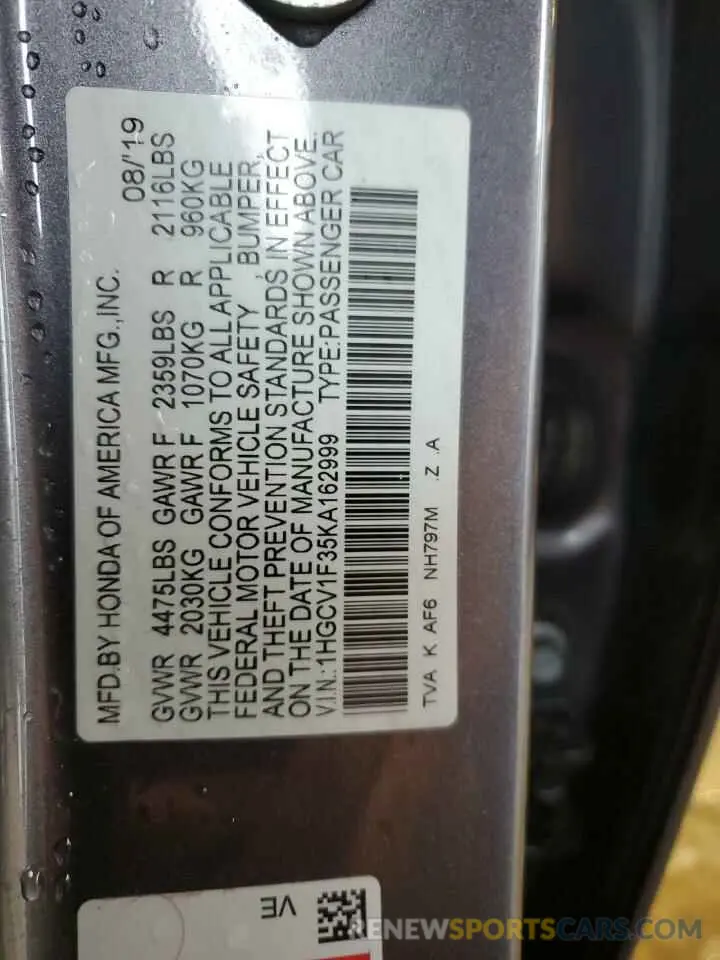 MFD.BY HONDA OF AMERICA MFG.,INC. 08/'19
GVWR 4475LBS GAWR F 2359LBS R 2116LBS
GVWR 2030KG GAWR F 1070KG R 960KG
THIS VEHICLE CONFORMS TO ALL APPLICABLE
FEDERAL MOTOR VEHICLE SAFETY, BUMPER,
AND THEFT PREVENTION STANDARDS IN EFFECT
ON THE DATE OF MANUFACTURE SHOWN ABOVE.
V.I.N.:1HGCV1F35KA162999 TYPE:PASSENGER CAR
TVA K AF6 NH797M .Z .A
VE
RENEWSPORTSCARS.COM